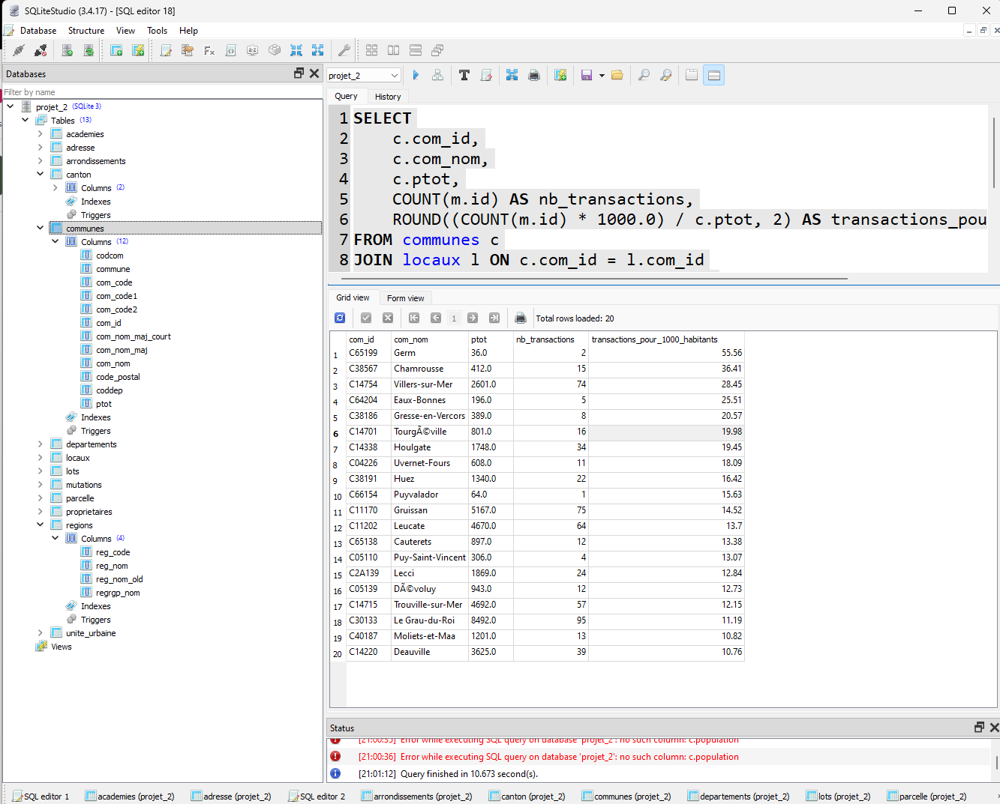 SQLiteStudio (3.4.17) - [SQL editor 18]
Database Structure View Tools Help
Databases
Filter by name
projet_2 (SQLite 3)
Tables (13)
academies
adresse
arrondissements
canton
Columns (2)
Indexes
Triggers
communes
Columns (12)
codcom
commune
com_code
com_code1
com_code2
com_id
com_nom_maj_court
com_nom_maj
com_nom
code_postal
coddep
ptot
Indexes
Triggers
departements
locaux
lots
mutations
parcelle
proprietaires
regions
Columns (4)
reg_code
reg_nom
reg_nom_old
regrgp_nom
Indexes
Triggers
unite_urbaine
Views
projet_2
Query History
1 SELECT
2 c.com_id,
3 c.com_nom,
4 c.ptot,
5 COUNT(m.id) AS nb_transactions,
6 ROUND((COUNT(m.id) * 1000.0) / c.ptot, 2) AS transactions_pou
7 FROM communes c
8 JOIN locaux l ON c.com_id = l.com_id
Grid view Form view
1 Total rows loaded: 20
com_id com_nom ptot nb_transactions transactions_pour_1000_habitants
1 C65199 Germ 36.0 2 55.56
2 C38567 Chamrousse 412.0 15 36.41
3 C14754 Villers-sur-Mer 2601.0 74 28.45
4 C64204 Eaux-Bonnes 196.0 5 25.51
5 C38186 Gresse-en-Vercors 389.0 8 20.57
6 C14701 TourgÃ©ville 801.0 16 19.98
7 C14338 Houlgate 1748.0 34 19.45
8 C04226 Uvernet-Fours 608.0 11 18.09
9 C38191 Huez 1340.0 22 16.42
10 C66154 Puyvalador 64.0 1 15.63
11 C11170 Gruissan 5167.0 75 14.52
12 C11202 Leucate 4670.0 64 13.7
13 C65138 Cauterets 897.0 12 13.38
14 C05110 Puy-Saint-Vincent 306.0 4 13.07
15 C2A139 Lecci 1869.0 24 12.84
16 C05139 DÃ©voluy 943.0 12 12.73
17 C14715 Trouville-sur-Mer 4692.0 57 12.15
18 C30133 Le Grau-du-Roi 8492.0 95 11.19
19 C40187 Moliets-et-Maa 1201.0 13 10.82
20 C14220 Deauville 3625.0 39 10.76
Status
[21:00:35] Error while executing SQL query on database 'projet_2': no such column: c.population
[21:00:36] Error while executing SQL query on database 'projet_2': no such column: c.population
[21:01:12] Query finished in 10.673 second(s).
SQL editor 1 academies (projet_2) adresse (projet_2) SQL editor 2 arrondissements (projet_2) canton (projet_2) communes (projet_2) departements (projet_2) lots (projet_2) parcelle (projet_2)